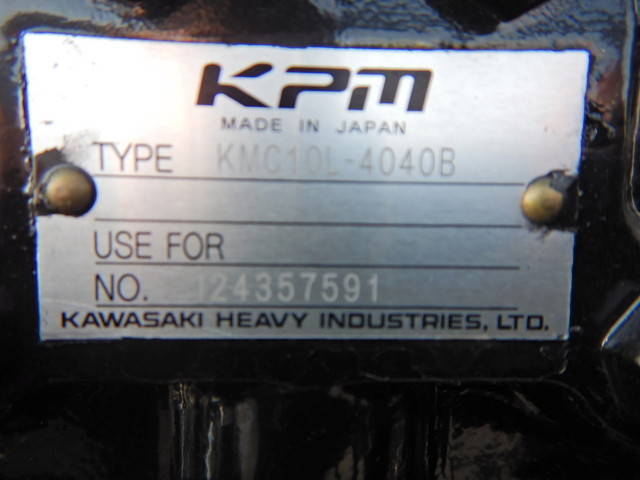 KPM
MADE IN JAPAN
TYPE KMC10L-4040B
USE FOR
NO. 124357591
KAWASAKI HEAVY INDUSTRIES, LTD.